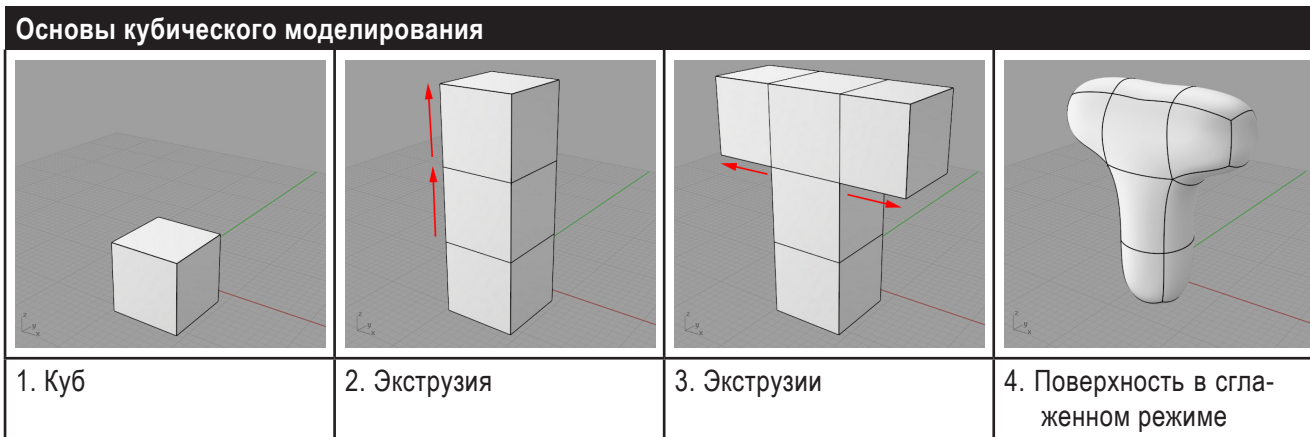 Основы кубического моделирования
z
y
x
z
y
x
z
y
x
z
y
x
1. Куб
2. Экструзия
3. Экструзии
4. Поверхность в сгла-
женном режиме